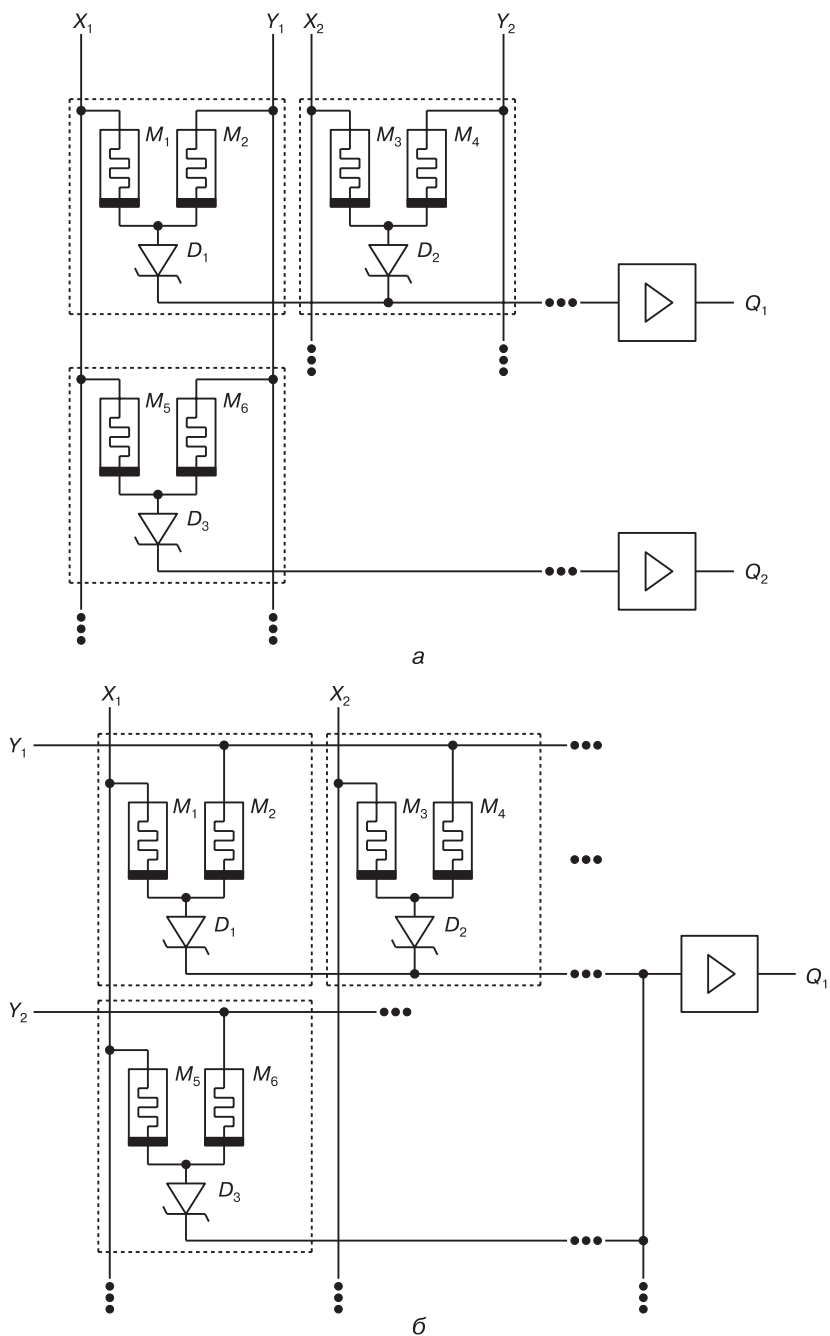 X₁ Y₁ X₂ Y₂
M₁ M₂ M₃ M₄
D₁ D₂
Q₁
M₅ M₆
D₃
Q₂
а
X₁ X₂
Y₁
M₁ M₂ M₃ M₄
D₁ D₂
Q₁
Y₂
M₅ M₆
D₃
б